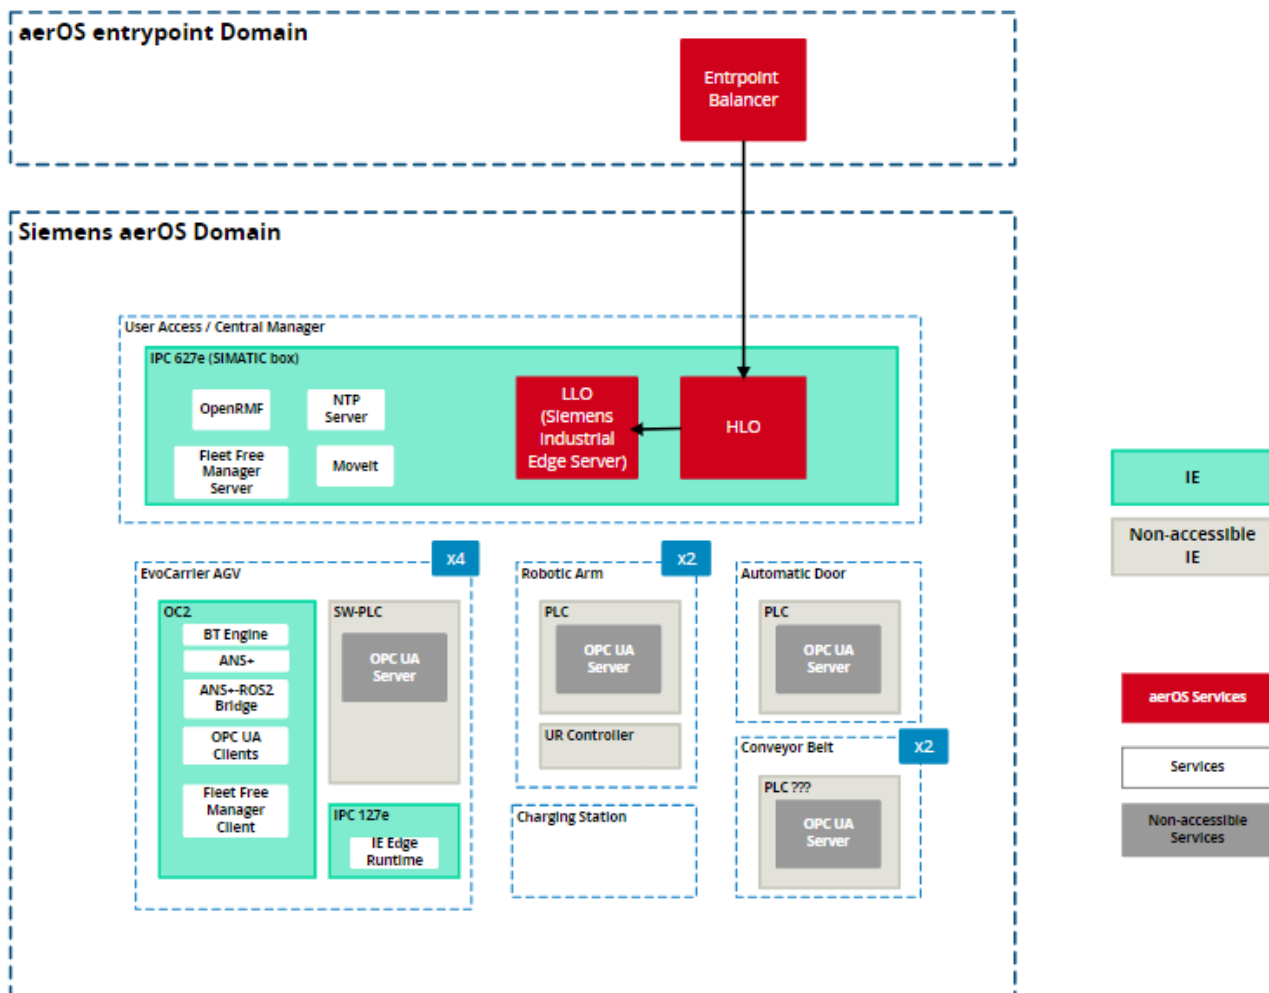 aerOS entrypoint Domain
Entrpoint
Balancer
Siemens aerOS Domain
User Access / Central Manager
IPC 627e (SIMATIC box)
OpenRMF
NTP
Server
Fleet Free
Manager
Server
MoveIt
LLO
(Siemens
Industrial
Edge Server)
HLO
IE
Non-accessible
IE
EvoCarrier AGV
x4
OC2
BT Engine
ANS+
ANS+-ROS2
Bridge
OPC UA
Clients
Fleet Free
Manager
Client
SW-PLC
OPC UA
Server
IPC 127e
IE Edge
Runtime
Robotic Arm
x2
PLC
OPC UA
Server
UR Controller
Charging Station
Automatic Door
PLC
OPC UA
Server
Conveyor Belt
x2
PLC ???
OPC UA
Server
aerOS Services
Services
Non-accessible
Services